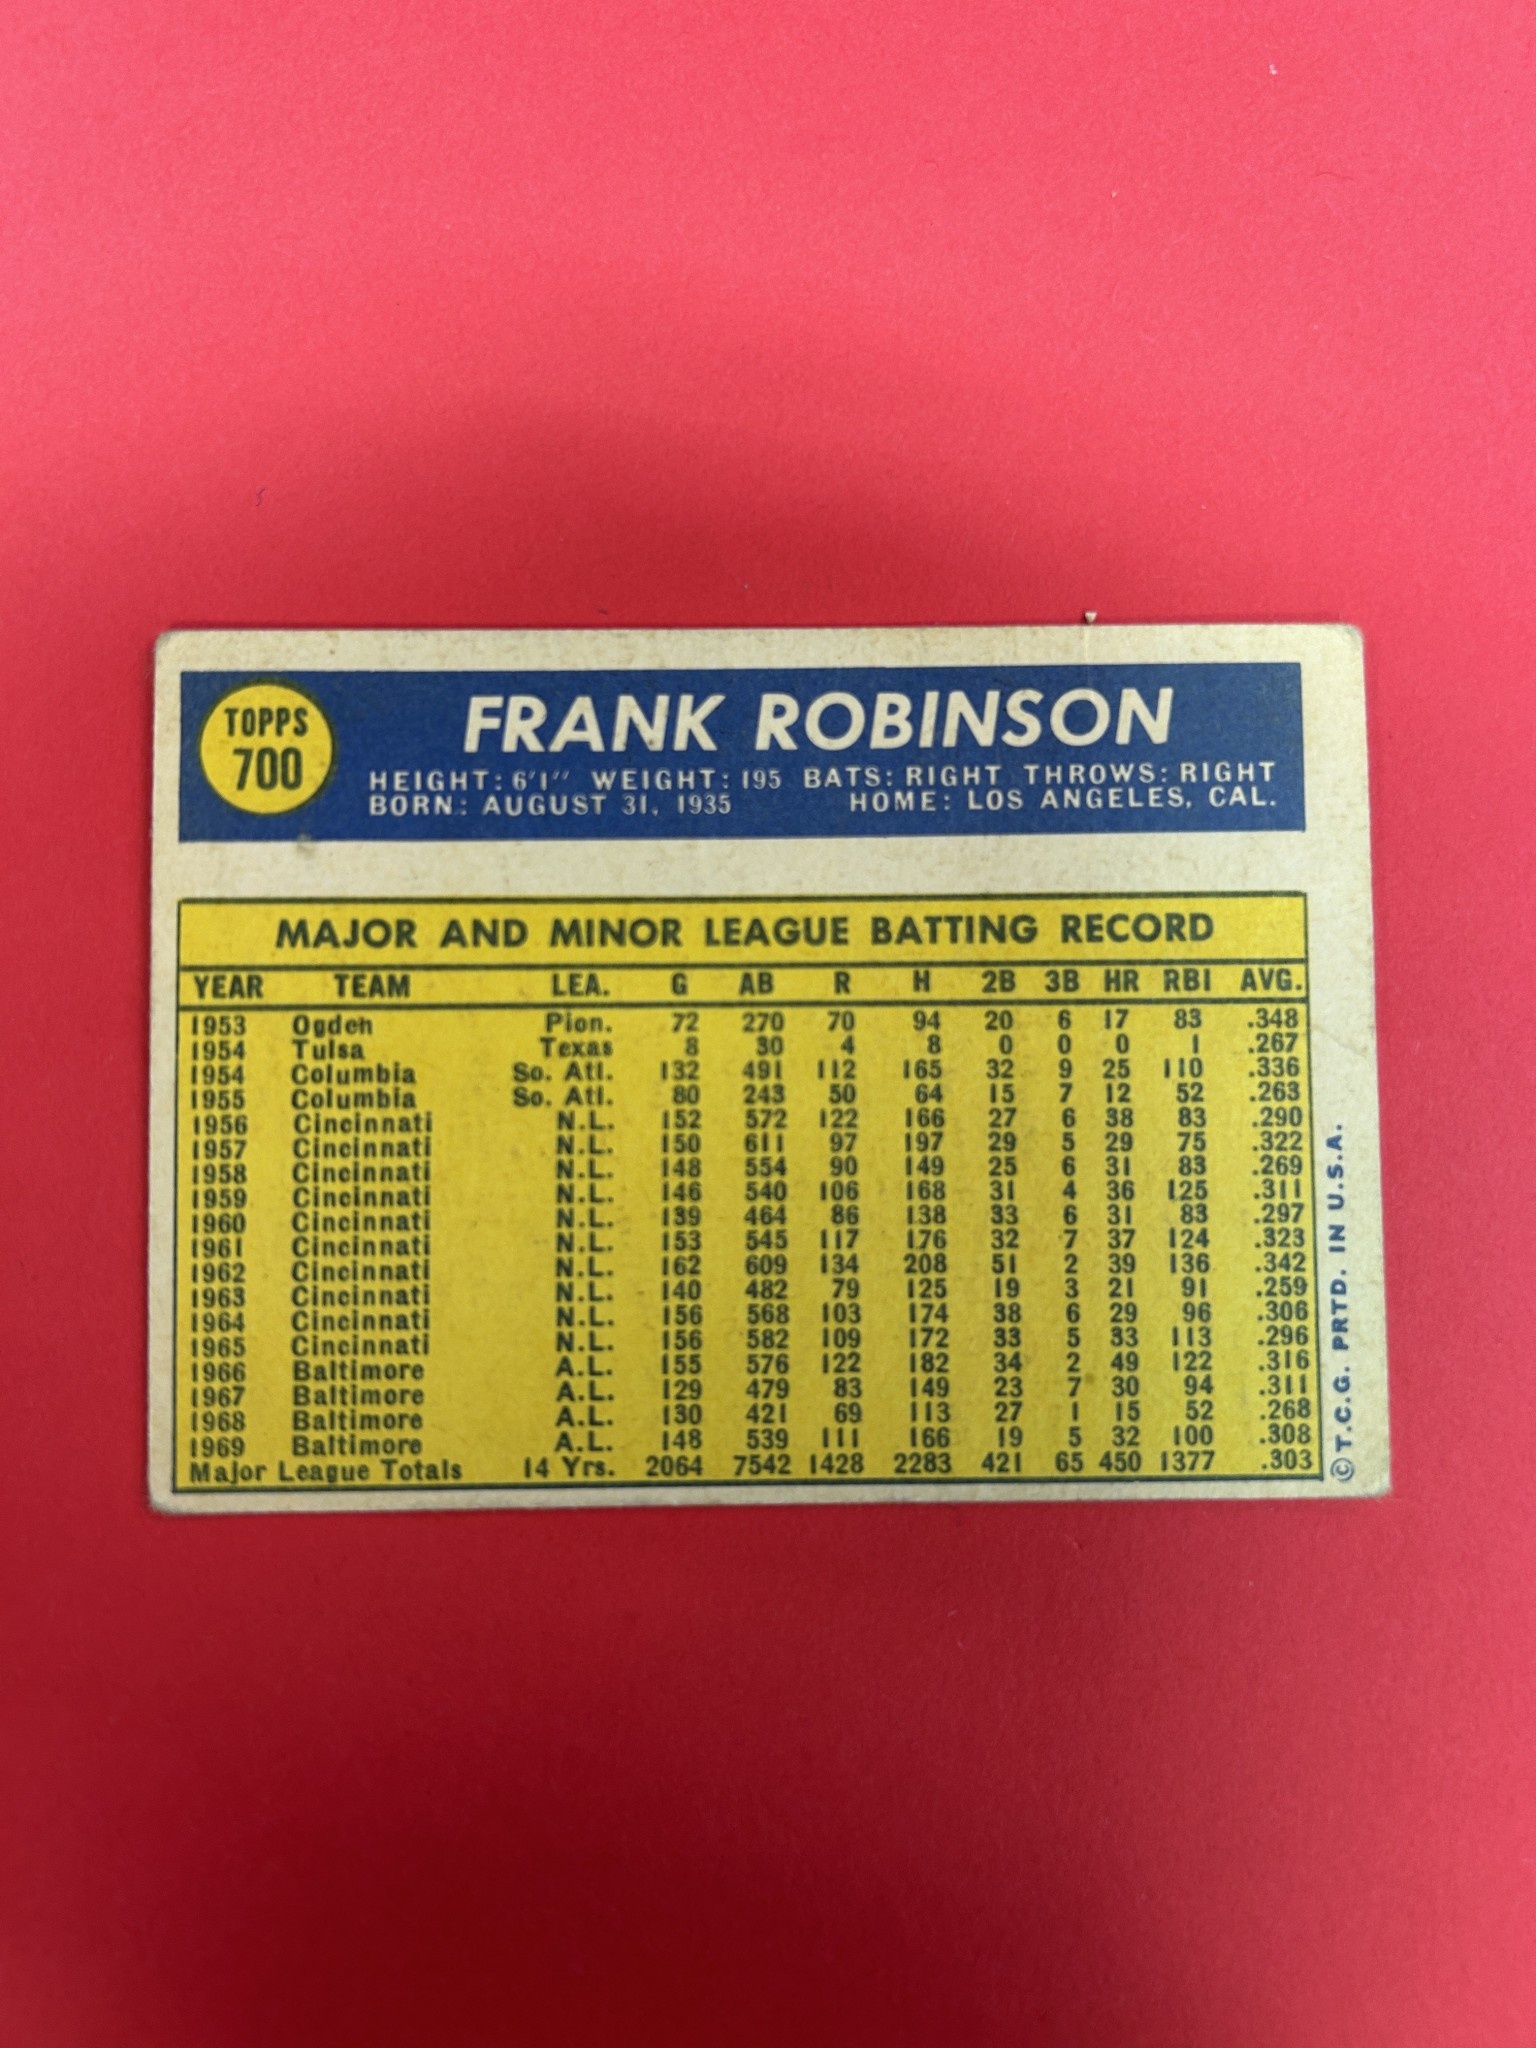 TOPPS
700
FRANK ROBINSON
HEIGHT: 6'1" WEIGHT: 195 BATS: RIGHT THROWS: RIGHT
BORN: AUGUST 31, 1935 HOME: LOS ANGELES, CAL.
MAJOR AND MINOR LEAGUE BATTING RECORD
YEAR TEAM LEA. G AB R H 2B 3B HR RBI AVG.
1953 Ogden Pion. 72 270 70 94 20 6 17 83 .348
1954 Tulsa Texas 8 30 4 8 0 0 0 1 .267
1954 Columbia So. Atl. 132 491 112 165 32 9 25 110 .336
1955 Columbia So. Atl. 80 243 50 64 15 7 12 52 .263
1956 Cincinnati N.L. 152 572 122 166 27 6 38 83 .290
1957 Cincinnati N.L. 150 611 97 197 29 5 29 75 .322
1958 Cincinnati N.L. 148 554 90 149 25 6 31 83 .269
1959 Cincinnati N.L. 146 540 106 168 31 4 36 125 .311
1960 Cincinnati N.L. 139 464 86 138 33 6 31 83 .297
1961 Cincinnati N.L. 153 545 117 176 32 7 37 124 .323
1962 Cincinnati N.L. 162 609 134 208 51 2 39 136 .342
1963 Cincinnati N.L. 140 482 79 125 19 3 21 91 .259
1964 Cincinnati N.L. 156 568 103 174 38 6 29 96 .306
1965 Cincinnati N.L. 156 582 109 172 33 5 33 113 .296
1966 Baltimore A.L. 155 576 122 182 34 2 49 122 .316
1967 Baltimore A.L. 129 479 83 149 23 7 30 94 .311
1968 Baltimore A.L. 130 421 69 113 27 1 15 52 .268
1969 Baltimore A.L. 148 539 111 166 19 5 32 100 .308
Major League Totals 14 Yrs. 2064 7542 1428 2283 421 65 450 1377 .303
© T.C.G. PRTD. IN U.S.A.